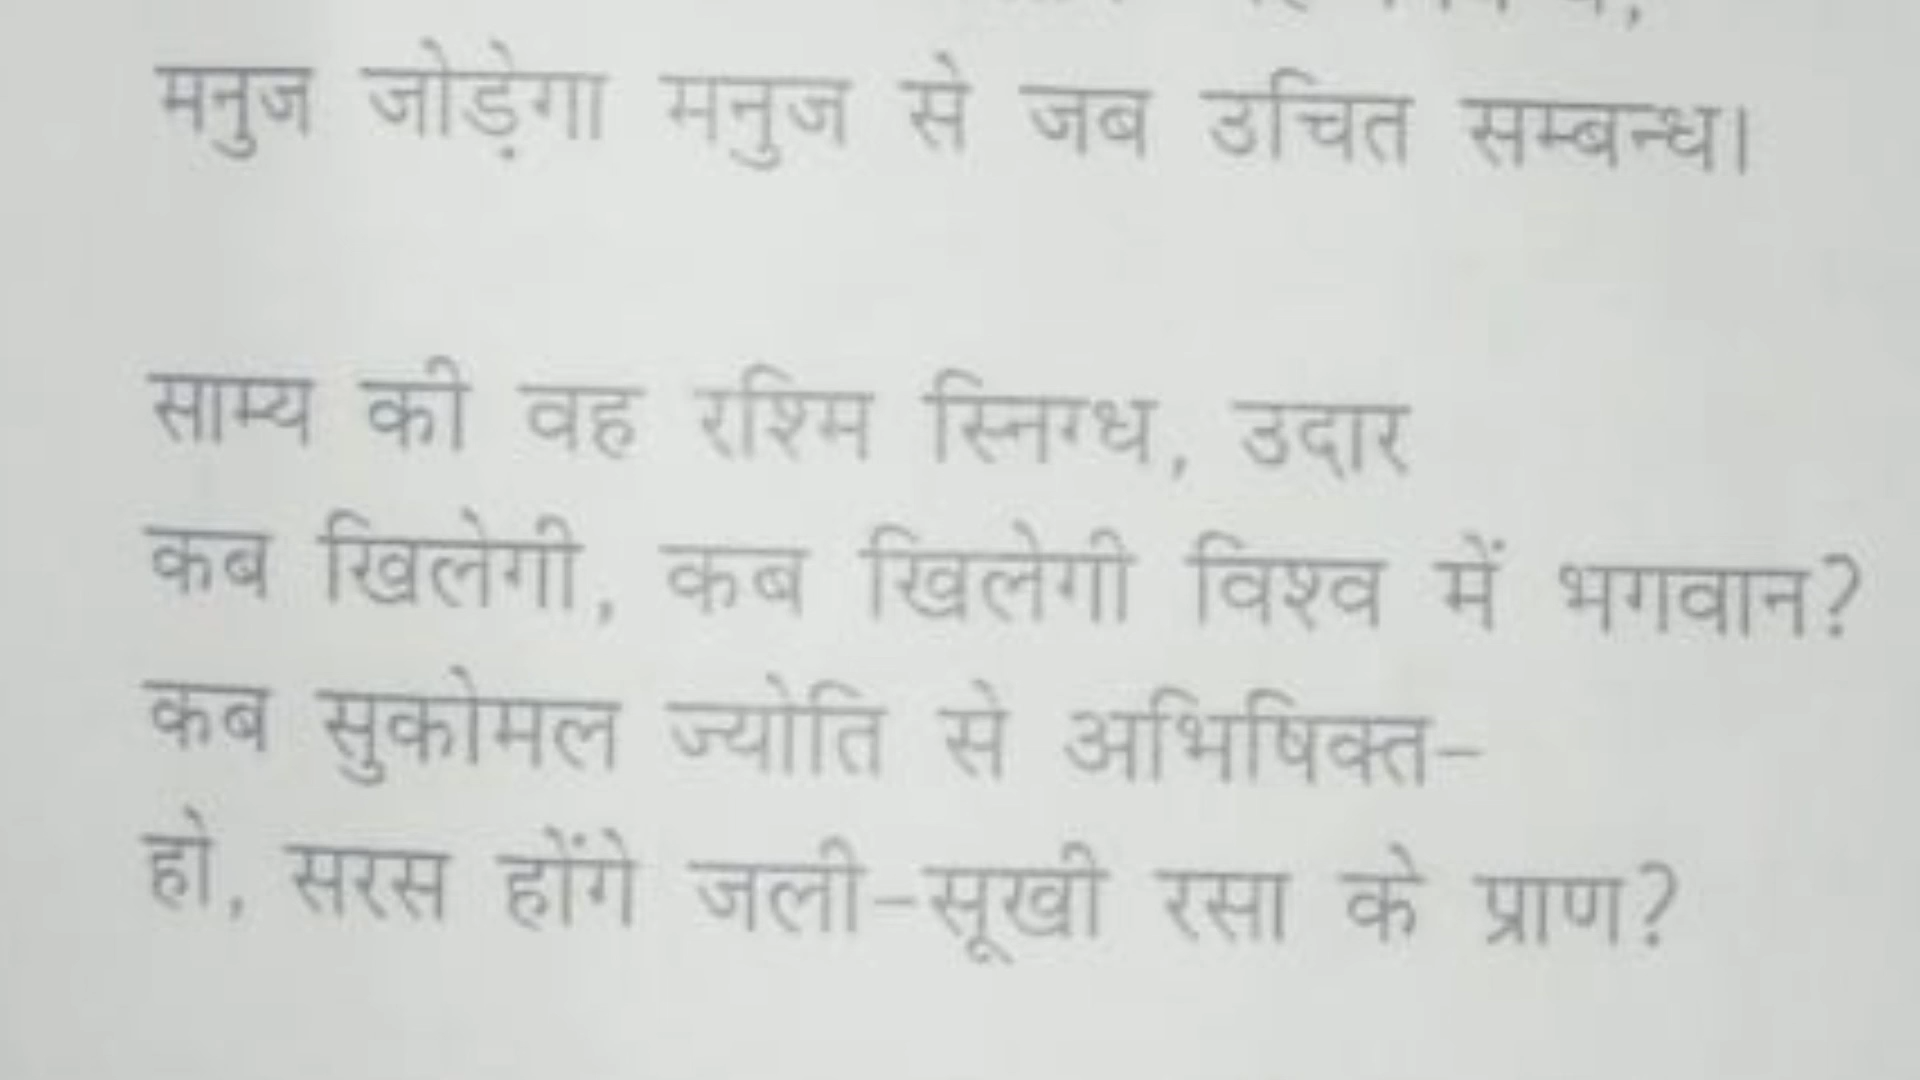 मनुज जोड़ेगा मनुज से जब उचित सम्बन्ध।
साम्य की वह रश्मि स्निग्ध, उदार
कब खिलेगी, कब खिलेगी विश्व में भगवान?
कब सुकोमल ज्योति से अभिषिक्त–
हो, सरस होंगे जली–सूखी रसा के प्राण?